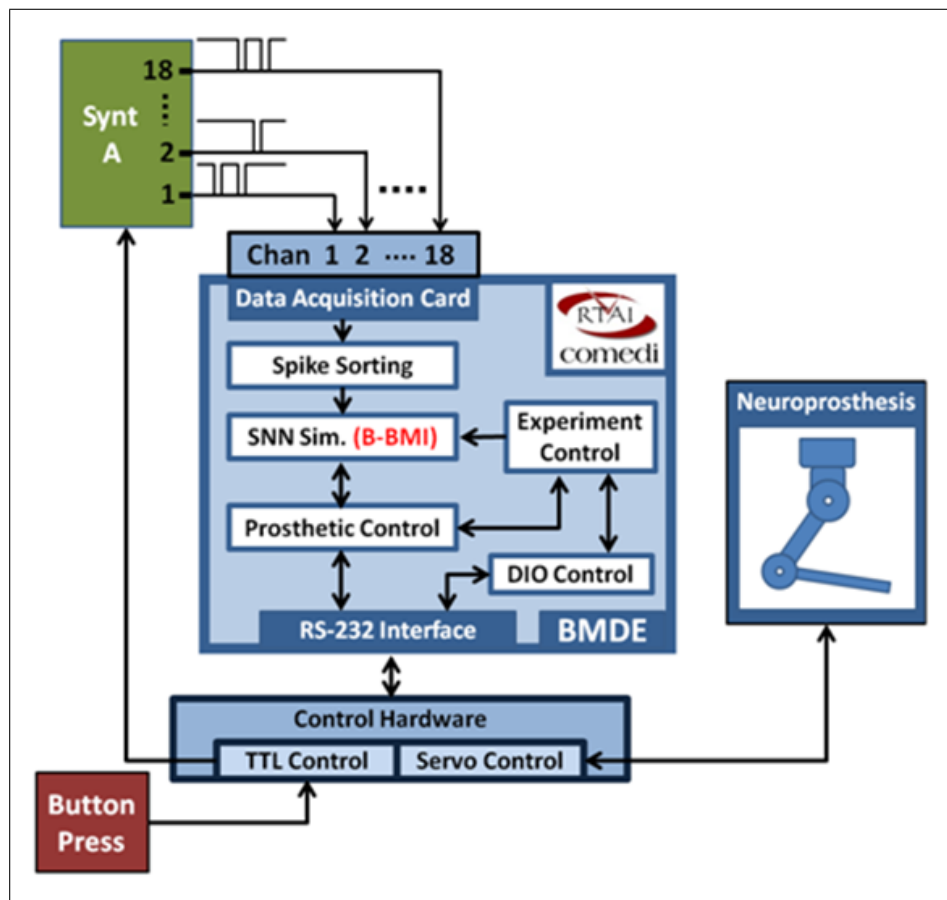 18
Synt
A
2
1
Chan 1 2 ···· 18
Data Acquisition Card
RTAI
comedi
Spike Sorting
SNN Sim. (B-BMI)
Experiment
Control
Neuroprosthesis
Prosthetic Control
DIO Control
RS-232 Interface
BMDE
Control Hardware
TTL Control
Servo Control
Button
Press